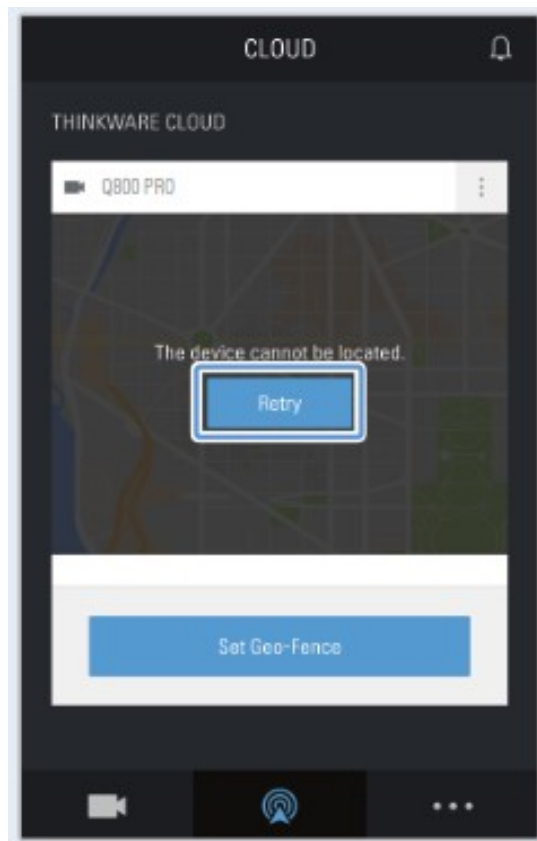 CLOUD
THINKWARE CLOUD
Q800 PRO
The device cannot be located.
Retry
Set Geo-Fence